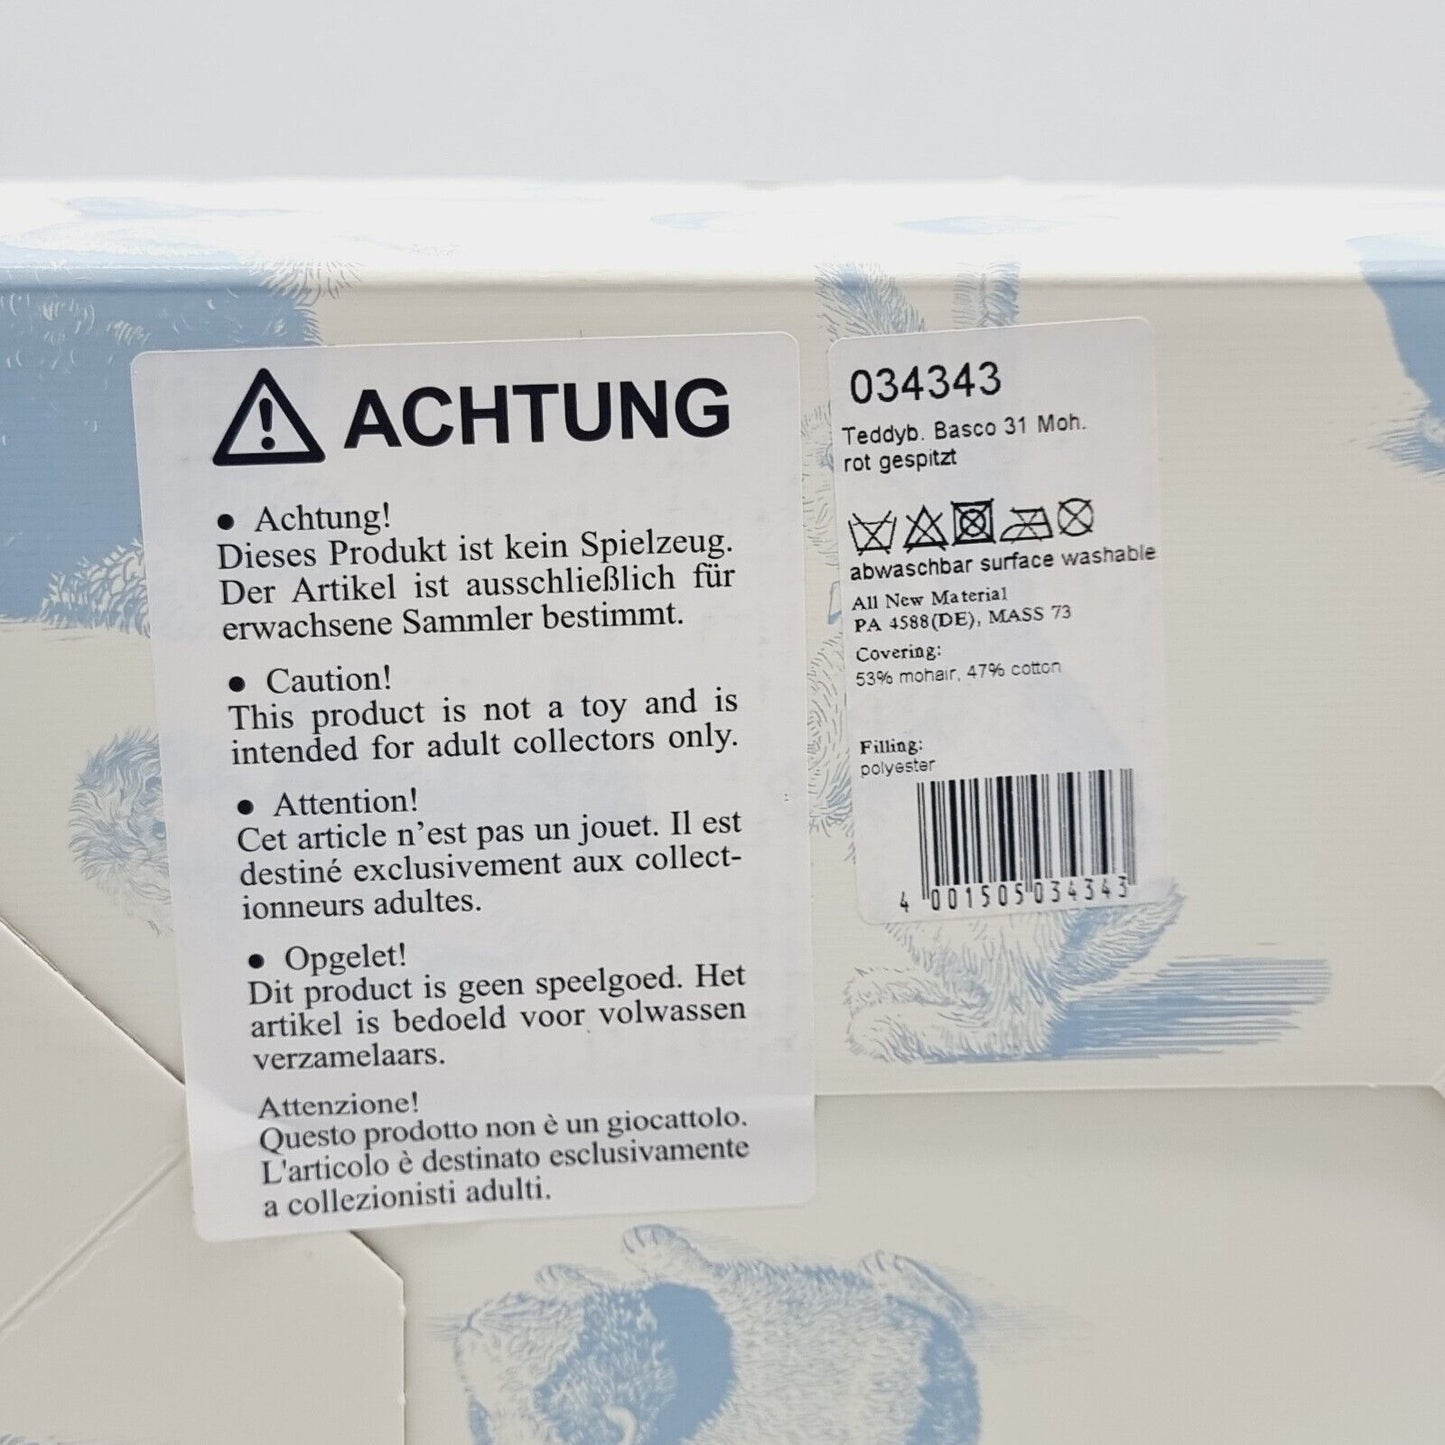 ACHTUNG
• Achtung!
Dieses Produkt ist kein Spielzeug.
Der Artikel ist ausschließlich für
erwachsene Sammler bestimmt.
• Caution!
This product is not a toy and is
intended for adult collectors only.
• Attention!
Cet article n’est pas un jouet. Il est
destiné exclusivement aux collect-
ionneurs adultes.
• Opgelet!
Dit product is geen speelgoed. Het
artikel is bedoeld voor volwassen
verzamelaars.
Attenzione!
Questo prodotto non è un giocattolo.
L'articolo è destinato esclusivamente
a collezionisti adulti.
034343
Teddyb. Basco 31 Moh.
rot gespitzt
abwaschbar surface washable
All New Material
PA 4588(DE), MASS 73
Covering:
53% mohair, 47% cotton
Filling:
polyester
4 001505 034343